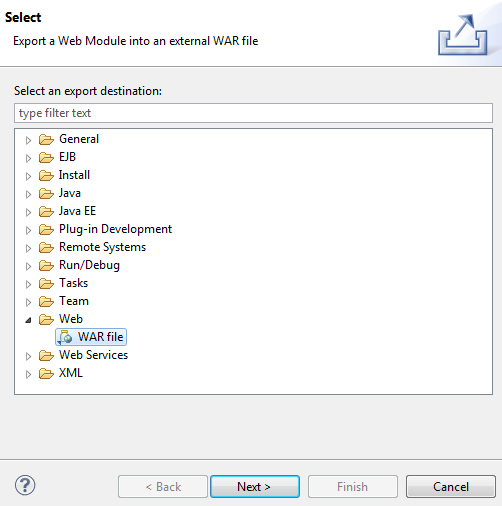 Select
Export a Web Module into an external WAR file
Select an export destination:
type filter text
General
EJB
Install
Java
Java EE
Plug-in Development
Remote Systems
Run/Debug
Tasks
Team
Web
WAR file
Web Services
XML
?
< Back
Next >
Finish
Cancel